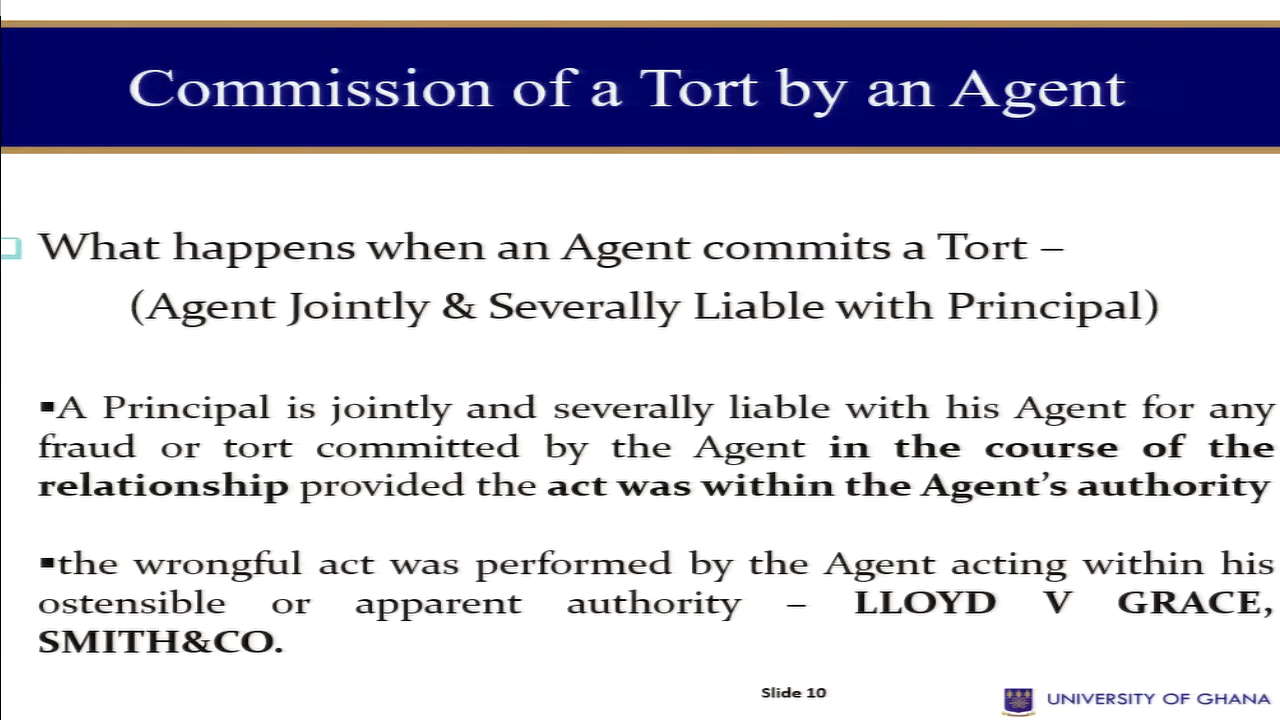 Commission of a Tort by an Agent
What happens when an Agent commits a Tort –
(Agent Jointly & Severally Liable with Principal)
▪A Principal is jointly and severally liable with his Agent for any
fraud or tort committed by the Agent in the course of the
relationship provided the act was within the Agent's authority
▪the wrongful act was performed by the Agent acting within his
ostensible or apparent authority – LLOYD V GRACE,
SMITH&CO.
Slide 10
UNIVERSITY OF GHANA